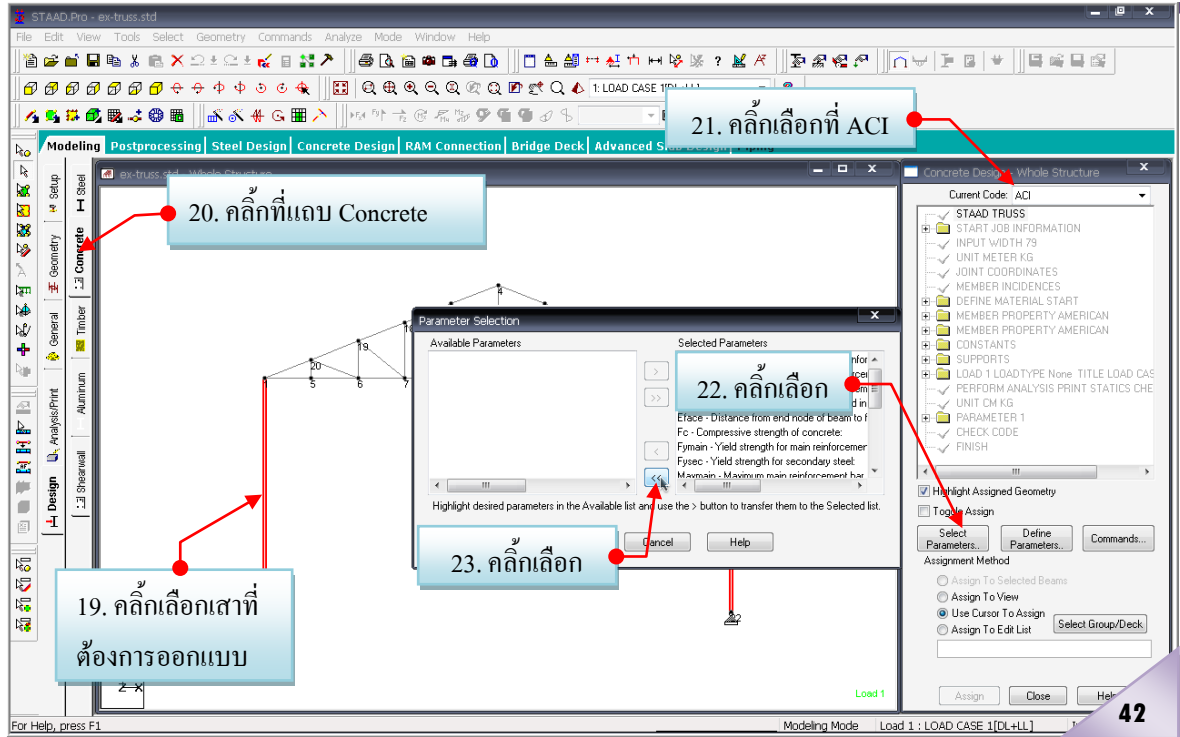 STAAD.Pro - ex-truss.std
File Edit View Tools Select Geometry Commands Analyze Mode Window Help
1: LOAD CASE 1[DL+LL]
21. คลิ๊กเลือกที่ ACI
Modeling Postprocessing Steel Design Concrete Design RAM Connection Bridge Deck Advanced
ex-truss.std - Whole Structure
20. คลิ๊กที่แถบ Concrete
Setup
Geometry
General
Analysis/Print
Design
Steel
Concrete
Timber
Aluminum
Shearwall
4
19
20
5
6
7
Parameter Selection
Available Parameters
Selected Parameters
>
>>
<
<<
22. คลิ๊กเลือก
Eface - Distance from end node of beam to f
Fc - Compressive strength of concrete:
Fymain - Yield strength for main reinforcemer
Fysec - Yield strength for secondary steel:
Maxmain - Maximum main reinforcement bar
Highlight desired parameters in the Available list and use the > button to transfer them to the Selected list.
Cancel
Help
23. คลิ๊กเลือก
19. คลิ๊กเลือกเสาที่
ต้องการออกแบบ
Load 1
Concrete Design - Whole Structure
Current Code: ACI
STAAD TRUSS
START JOB INFORMATION
INPUT WIDTH 79
UNIT METER KG
JOINT COORDINATES
MEMBER INCIDENCES
DEFINE MATERIAL START
MEMBER PROPERTY AMERICAN
MEMBER PROPERTY AMERICAN
CONSTANTS
SUPPORTS
LOAD 1 LOADTYPE None TITLE LOAD CAS
PERFORM ANALYSIS PRINT STATICS CHE
UNIT CM KG
PARAMETER 1
CHECK CODE
FINISH
Highlight Assigned Geometry
Toggle Assign
Select Parameters..
Define Parameters..
Commands...
Assignment Method
Assign To Selected Beams
Assign To View
Use Cursor To Assign
Assign To Edit List
Select Group/Deck
Assign
Close
42
For Help, press F1
Modeling Mode
Load 1 : LOAD CASE 1[DL+LL]